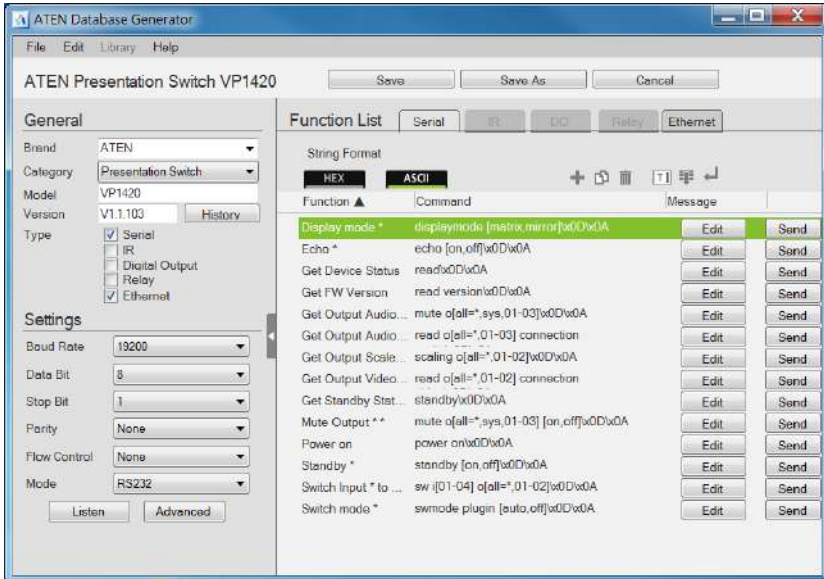 ATEN Database Generator
File Edit Library Help
ATEN Presentation Switch VP1420
Save
Save As
Cancel
General
Brand ATEN
Category Presentation Switch
Model VP1420
Version V1.1.103 History
Type Serial
IR
Digital Output
Relay
Ethernet
Settings
Baud Rate 19200
Data Bit 8
Stop Bit 1
Parity None
Flow Control None
Mode RS232
Listen Advanced
Function List Serial IR DO Relay Ethernet
String Format
HEX ASCII
Function ▲ Command Message
Display mode * displaymode [matrix,mirror]\x0D\x0A Edit Send
Echo * echo [on,off]\x0D\x0A Edit Send
Get Device Status read\x0D\x0A Edit Send
Get FW Version read version\x0D\x0A Edit Send
Get Output Audio... mute o[all=*,sys,01-03]\x0D\x0A Edit Send
Get Output Audio... read o[all=*,01-03] connection Edit Send
Get Output Scale... scaling o[all=*,01-02]\x0D\x0A Edit Send
Get Output Video... read o[all=*,01-02] connection Edit Send
Get Standby Stat... standby\x0D\x0A Edit Send
Mute Output * * mute o[all=*,sys,01-03] [on,off]\x0D\x0A Edit Send
Power on power on\x0D\x0A Edit Send
Standby * standby [on,off]\x0D\x0A Edit Send
Switch Input * to ... sw i[01-04] o[all=*,01-02]\x0D\x0A Edit Send
Switch mode * swmode plugin [auto,off]\x0D\x0A Edit Send